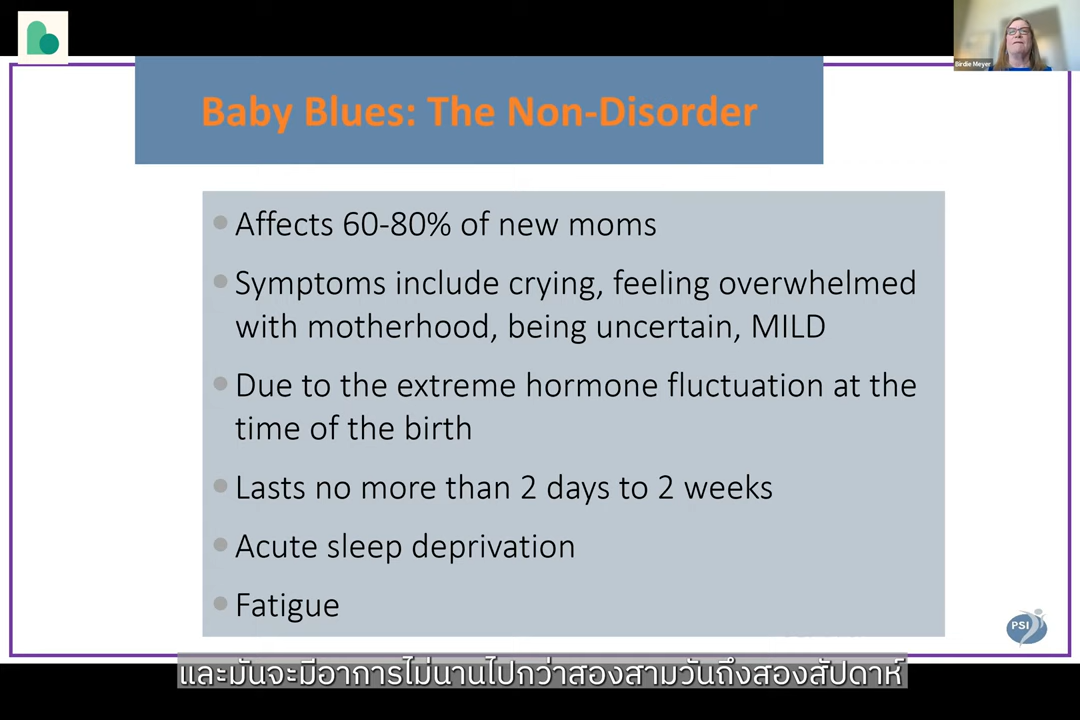 Birdie Meyer
Baby Blues: The Non-Disorder
Affects 60-80% of new moms
Symptoms include crying, feeling overwhelmed
with motherhood, being uncertain, MILD
Due to the extreme hormone fluctuation at the
time of the birth
Lasts no more than 2 days to 2 weeks
Acute sleep deprivation
Fatigue
PSI
และมันจะมีอาการไม่นานไปกว่าสองสามวันถึงสองสัปดาห์